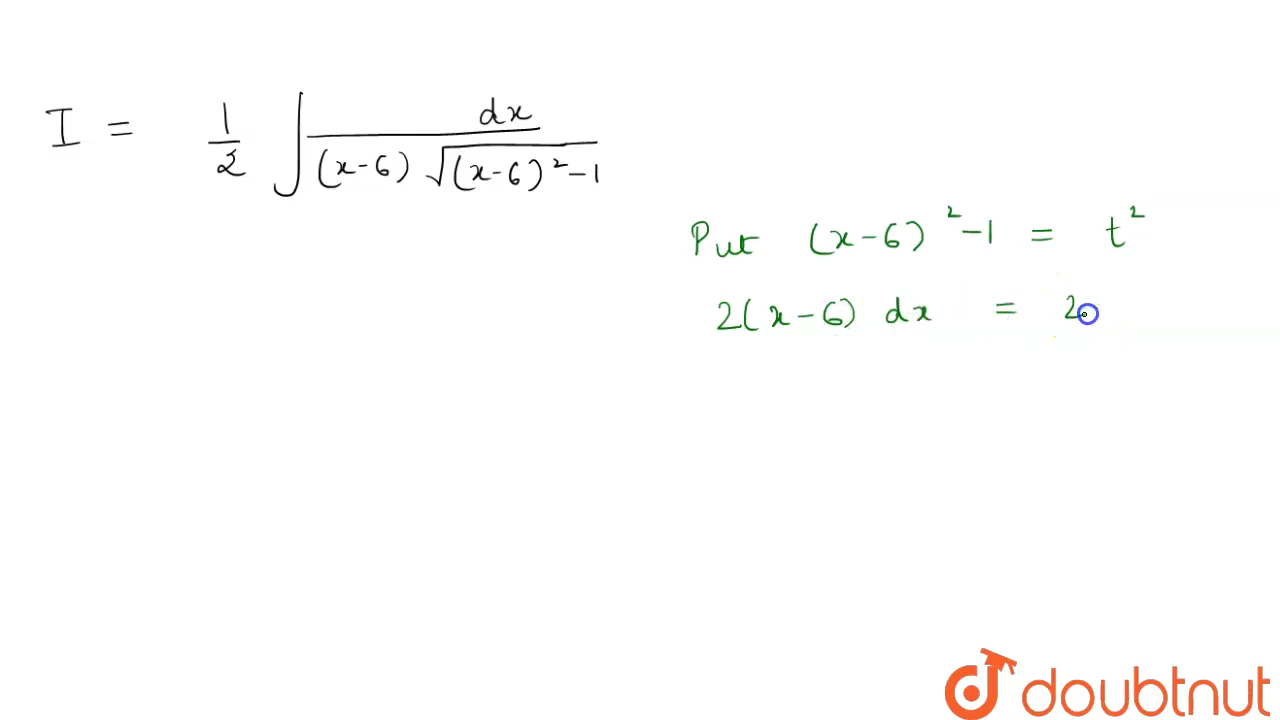 I = 1/2 ∫ dx / (x-6) √(x-6)² -1
Put (x-6)² -1 = t²
2(x-6) dx = 2
doubtnut